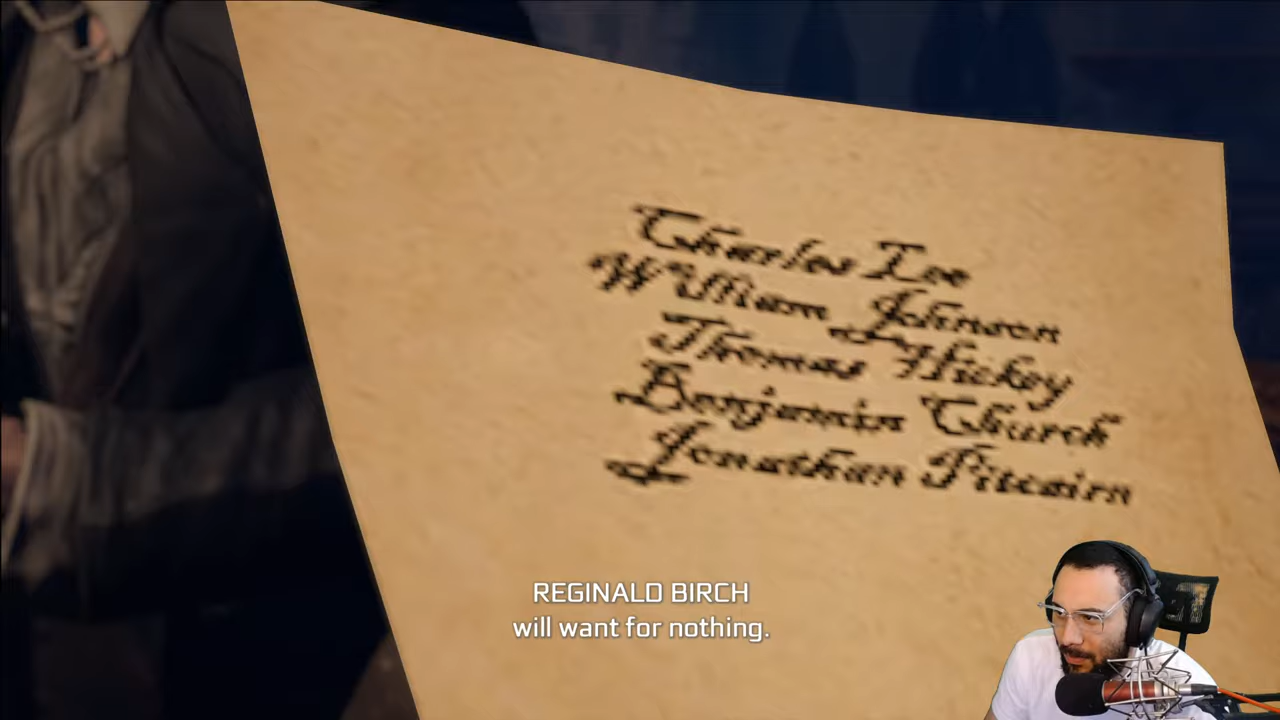 Charles Lee
William Johnson
Thomas Hickey
Benjamin Church
Jonathan Pitcairn
REGINALD BIRCH
will want for nothing.